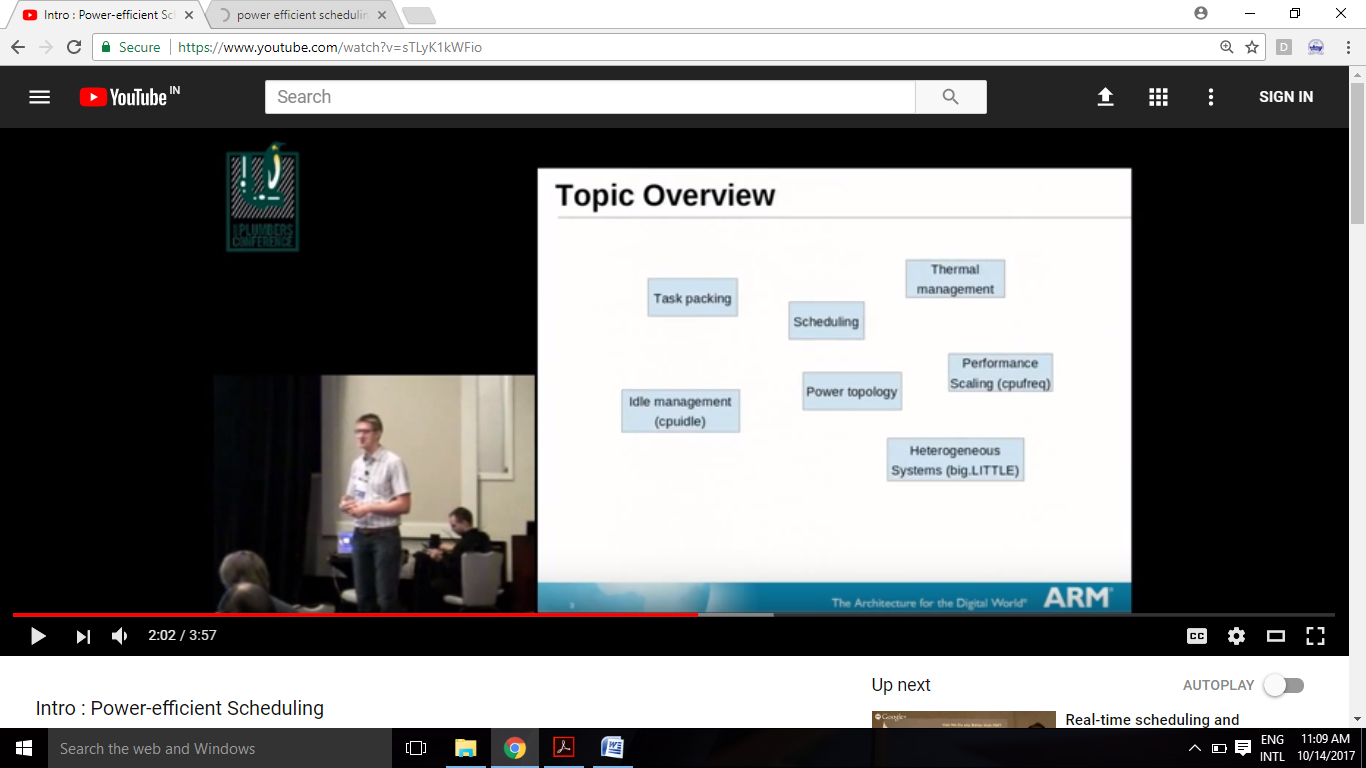 Intro : Power-efficient Sc
power efficient schedulin
Secure
https://www.youtube.com/watch?v=sTLyK1kWFio
D
YouTube IN
Search
SIGN IN
PLUMBERS
CONFERENCE
Topic Overview
Thermal
management
Task packing
Scheduling
Performance
Scaling (cpufreq)
Power topology
Idle management
(cpuidle)
Heterogeneous
Systems (big.LITTLE)
3
The Architecture for the Digital World®
ARM®
2:02 / 3:57
CC
Intro : Power-efficient Scheduling
Up next
AUTOPLAY
Google+
Real-time scheduling and
Search the web and Windows
ENG
INTL
11:09 AM
10/14/2017